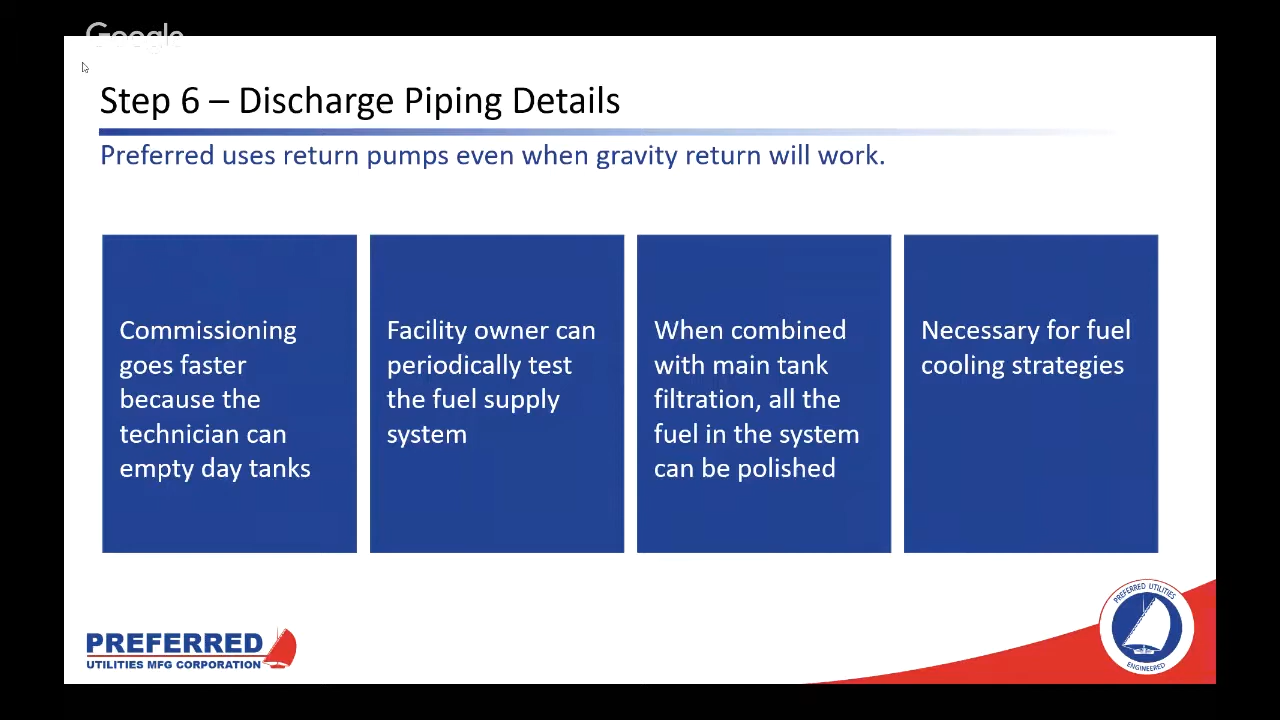 Google
Step 6 – Discharge Piping Details
Preferred uses return pumps even when gravity return will work.
Commissioning
goes faster
because the
technician can
empty day tanks
Facility owner can
periodically test
the fuel supply
system
When combined
with main tank
filtration, all the
fuel in the system
can be polished
Necessary for fuel
cooling strategies
PREFERRED
UTILITIES MFG CORPORATION
PREFERRED UTILITIES
ENGINEERED